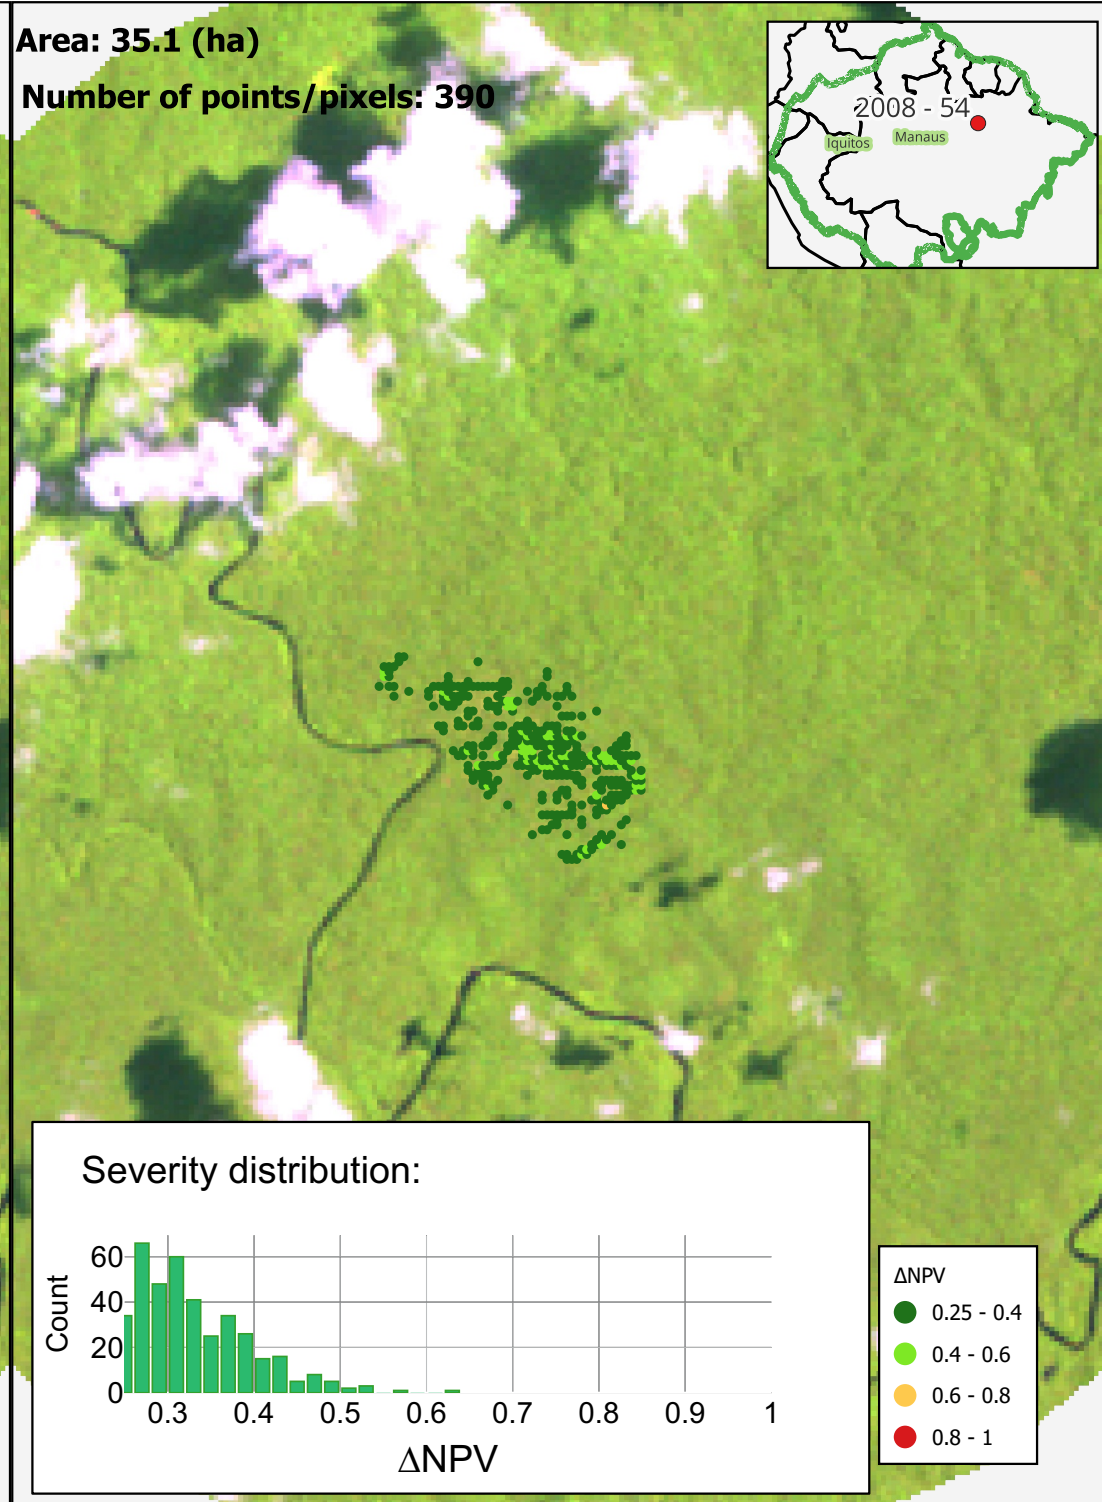 Area: 35.1 (ha)
Number of points/pixels: 390
2008 - 54
Iquitos
Manaus
Severity distribution:
Count
60
40
20
0
0.3 0.4 0.5 0.6 0.7 0.8 0.9 1
ΔNPV
ΔNPV
0.25 - 0.4
0.4 - 0.6
0.6 - 0.8
0.8 - 1